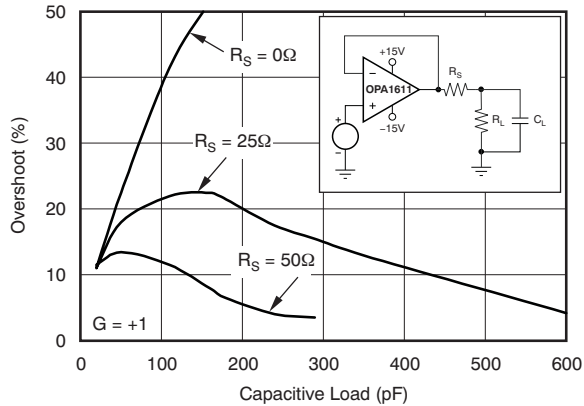 50
40
30
20
10
0
Overshoot (%)
R_S = 0Ω
R_S = 25Ω
R_S = 50Ω
G = +1
+15V
OPA1611
−
+
−15V
R_S
R_L
C_L
+
−
0
100
200
300
400
500
600
Capacitive Load (pF)